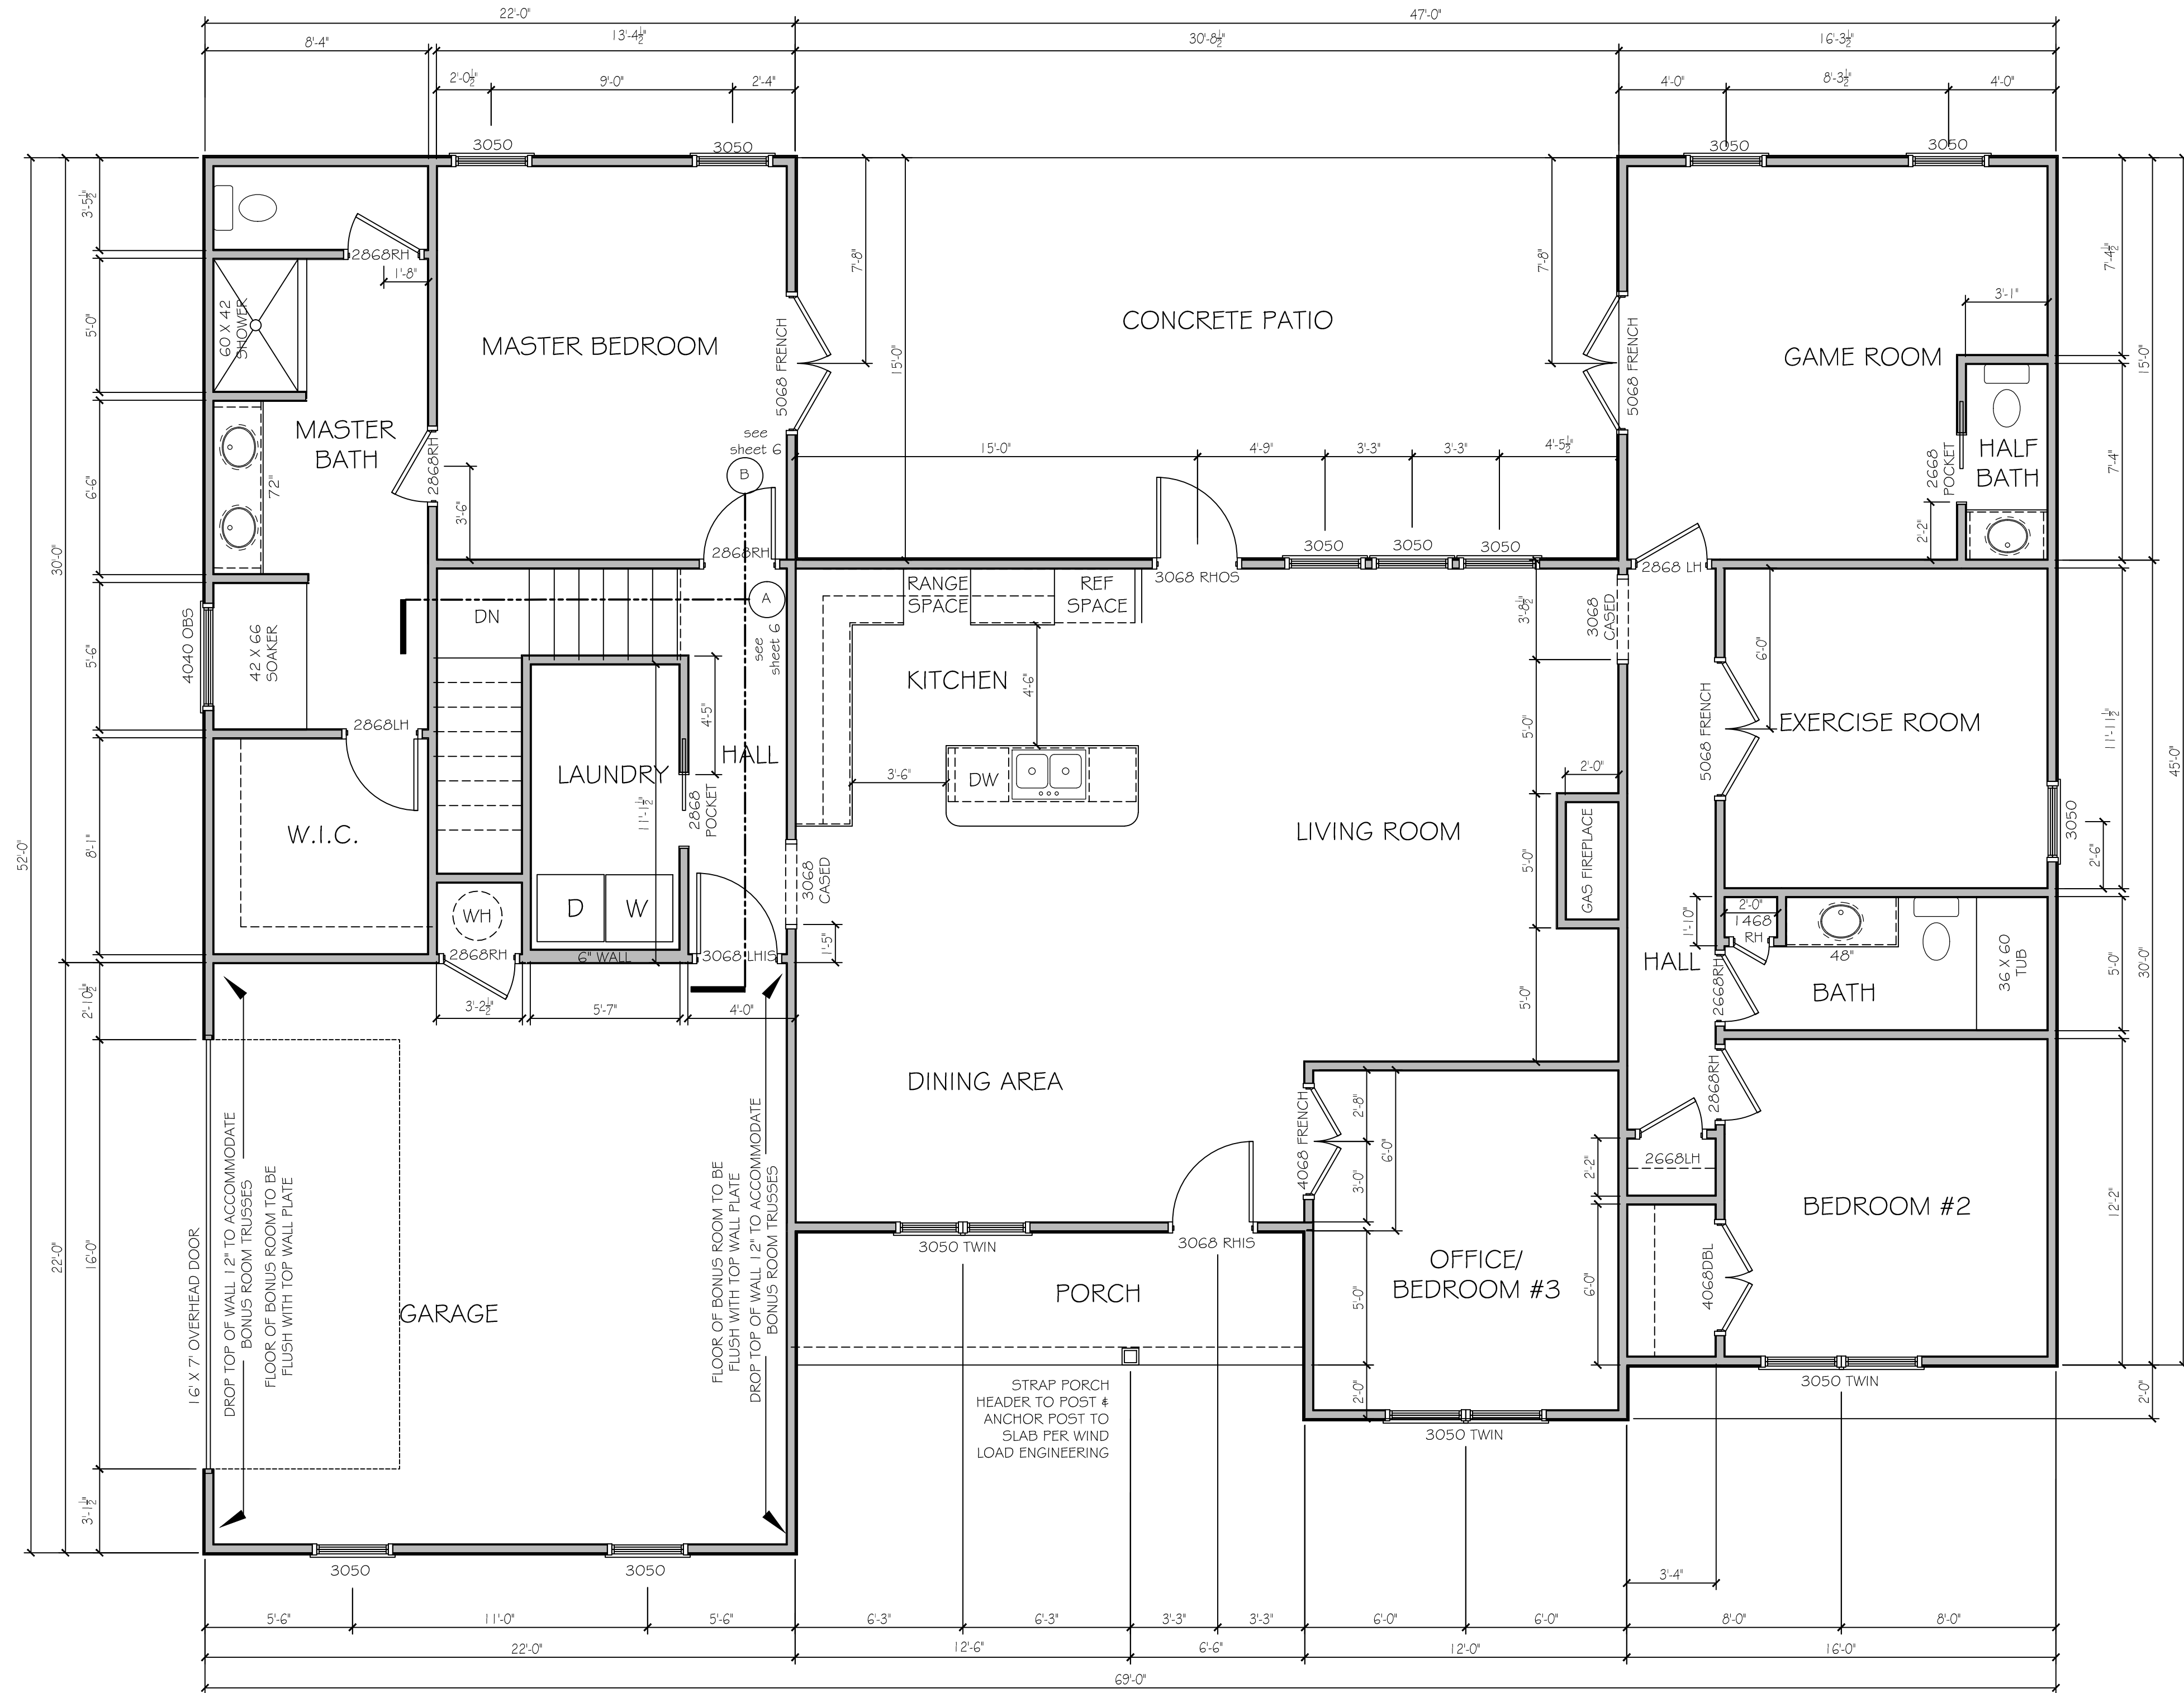 22'-0"
47'-0"
8'-4"
13'-4½"
30'-8½"
16'-3½"
2'-0½"
9'-0"
2'-4"
4'-0"
8'-3½"
4'-0"
3050
3050
3050
3050
3'-5½"
2868RH
1'-8"
7'-8"
7'-8"
7'-4½"
5'-0"
60 X 42
SHOWER
MASTER BEDROOM
5068 FRENCH
15'-0"
CONCRETE PATIO
5068 FRENCH
GAME ROOM
3'-1"
15'-0"
MASTER
BATH
2868RH
see
sheet 6
B
15'-0"
4'-9"
3'-3"
3'-3"
4'-5½"
2668
POCKET
HALF
BATH
7'-4"
6'-6"
72"
3'-6"
2'-2"
30'-0"
2868RH
3050
3050
3050
3068 RHOS
2868 LH
DN
A
see
sheet 6
RANGE
SPACE
REF
SPACE
3'-8½"
3068
CASED
5'-6"
4040 OBS
42 X 66
SOAKER
2868LH
KITCHEN
4'-6"
6'-0"
4'-5"
HALL
5068 FRENCH
EXERCISE ROOM
11'-11½"
45'-0"
LAUNDRY
11'-1½"
2868
POCKET
3'-6"
DW
5'-0"
2'-0"
52'-0"
8'-1"
W.I.C.
LIVING ROOM
GAS FIREPLACE
5'-0"
3050
2'-6"
3068
CASED
WH
D
W
2868RH
6" WALL
3068 LHIS
1'-5"
1'-10"
2'-0"
1468
RH
48"
HALL
2668RH
BATH
36 X 60
TUB
5'-0"
30'-0"
2'-10½"
3'-2½"
5'-7"
4'-0"
5'-0"
DINING AREA
4068 FRENCH
2'-8"
3'-0"
6'-0"
2868RH
2'-2"
2668LH
BEDROOM #2
12'-2"
16' X 7' OVERHEAD DOOR
DROP TOP OF WALL 12" TO ACCOMMODATE
BONUS ROOM TRUSSES
FLOOR OF BONUS ROOM TO BE
FLUSH WITH TOP WALL PLATE
FLOOR OF BONUS ROOM TO BE
FLUSH WITH TOP WALL PLATE
DROP TOP OF WALL 12" TO ACCOMMODATE
BONUS ROOM TRUSSES
22'-0"
16'-0"
GARAGE
3050 TWIN
3068 RHIS
PORCH
OFFICE/
BEDROOM #3
5'-0"
6'-0"
4068DBL
STRAP PORCH
HEADER TO POST &
ANCHOR POST TO
SLAB PER WIND
LOAD ENGINEERING
2'-0"
3050 TWIN
3050 TWIN
2'-0"
3'-1½"
3050
3050
3'-4"
5'-6"
11'-0"
5'-6"
6'-3"
6'-3"
3'-3"
3'-3"
6'-0"
6'-0"
8'-0"
8'-0"
22'-0"
12'-6"
6'-6"
12'-0"
16'-0"
69'-0"